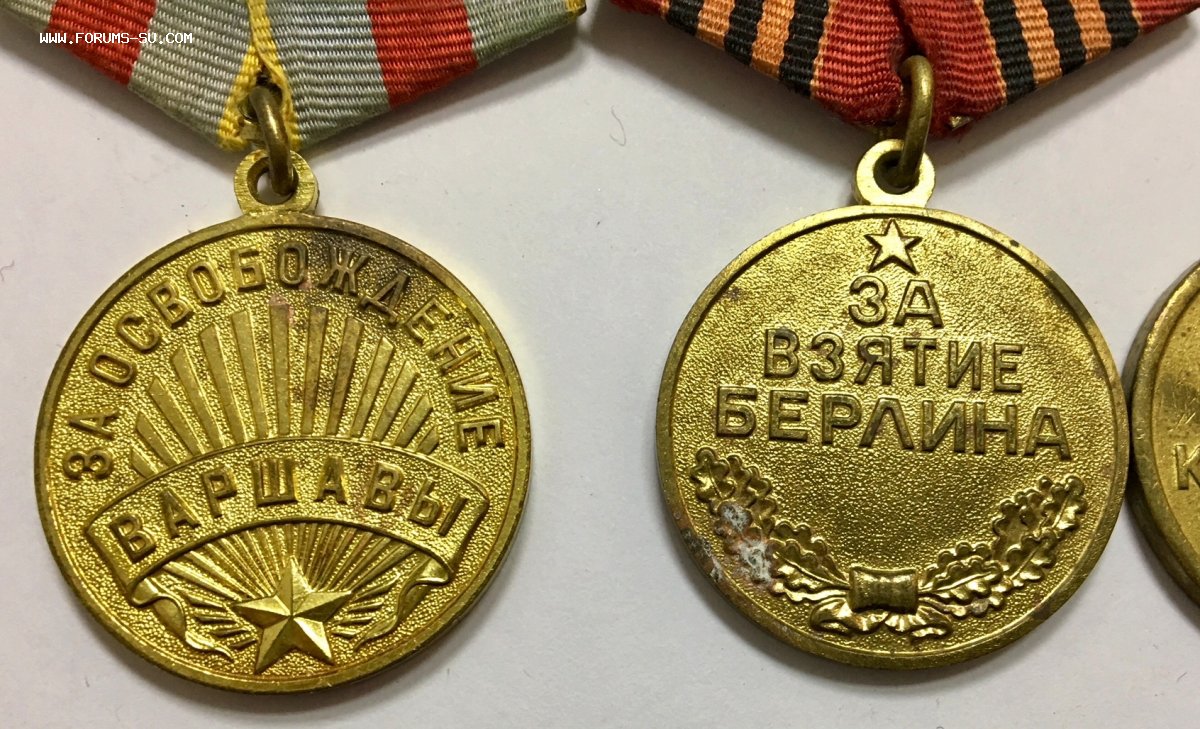 WWW.FORUMS-SU.COM
ЗА ОСВОБОЖДЕНИЕ
ВАРШАВЫ
ЗА
ВЗЯТИЕ
БЕРЛИНА